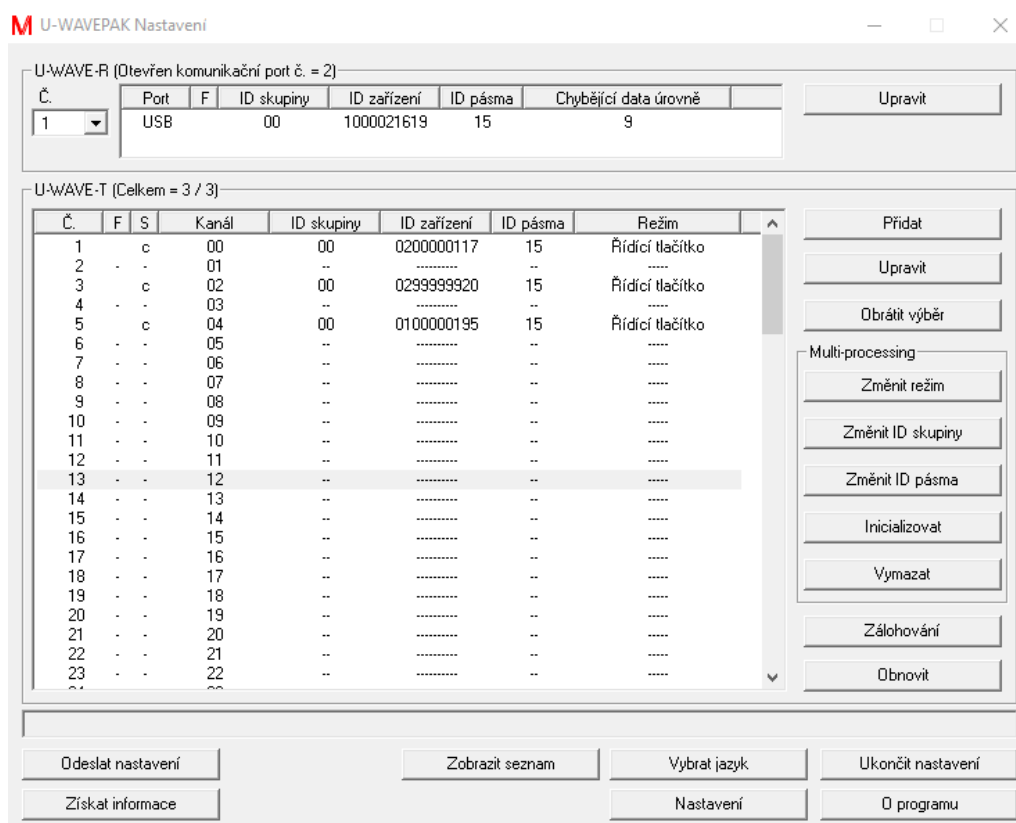 M U-WAVEPAK Nastavení
U-WAVE-R (Otevřen komunikační port č. = 2)
Č. Port F ID skupiny ID zařízení ID pásma Chybějící data úrovně Upravit
1 USB 00 1000021619 15 9
U-WAVE-T (Celkem = 3 / 3)
Č. F S Kanál ID skupiny ID zařízení ID pásma Režim Přidat
1 c 00 00 0200000117 15 Řídící tlačítko
2 - - 01 -- --------- -- ----- Upravit
3 c 02 00 0299999920 15 Řídící tlačítko
4 - - 03 -- --------- -- ----- Obrátit výběr
5 c 04 00 0100000195 15 Řídící tlačítko
6 - - 05 -- --------- -- ----- Multi-processing
7 - - 06 -- --------- -- -----
8 - - 07 -- --------- -- ----- Změnit režim
9 - - 08 -- --------- -- -----
10 - - 09 -- --------- -- ----- Změnit ID skupiny
11 - - 10 -- --------- -- -----
12 - - 11 -- --------- -- -----
13 - - 12 -- --------- -- ----- Změnit ID pásma
14 - - 13 -- --------- -- -----
15 - - 14 -- --------- -- ----- Inicializovat
16 - - 15 -- --------- -- -----
17 - - 16 -- --------- -- -----
18 - - 17 -- --------- -- ----- Vymazat
19 - - 18 -- --------- -- -----
20 - - 19 -- --------- -- -----
21 - - 20 -- --------- -- ----- Zálohování
22 - - 21 -- --------- -- -----
23 - - 22 -- --------- -- ----- Obnovit
Odeslat nastavení Zobrazit seznam Vybrat jazyk Ukončit nastavení
Získat informace Nastavení O programu